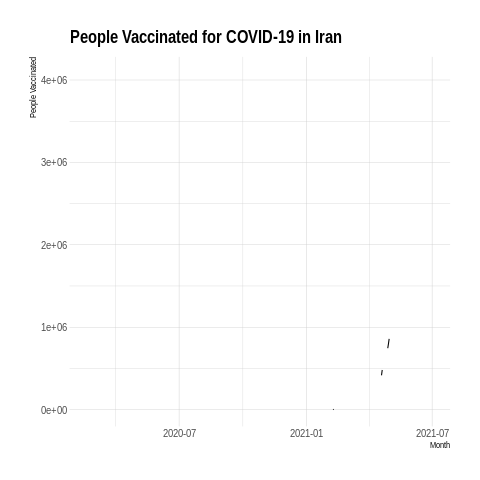 People Vaccinated for COVID-19 in Iran
People Vaccinated
4e+06
3e+06
2e+06
1e+06
0e+00
2020-07
2021-01
2021-07
Month